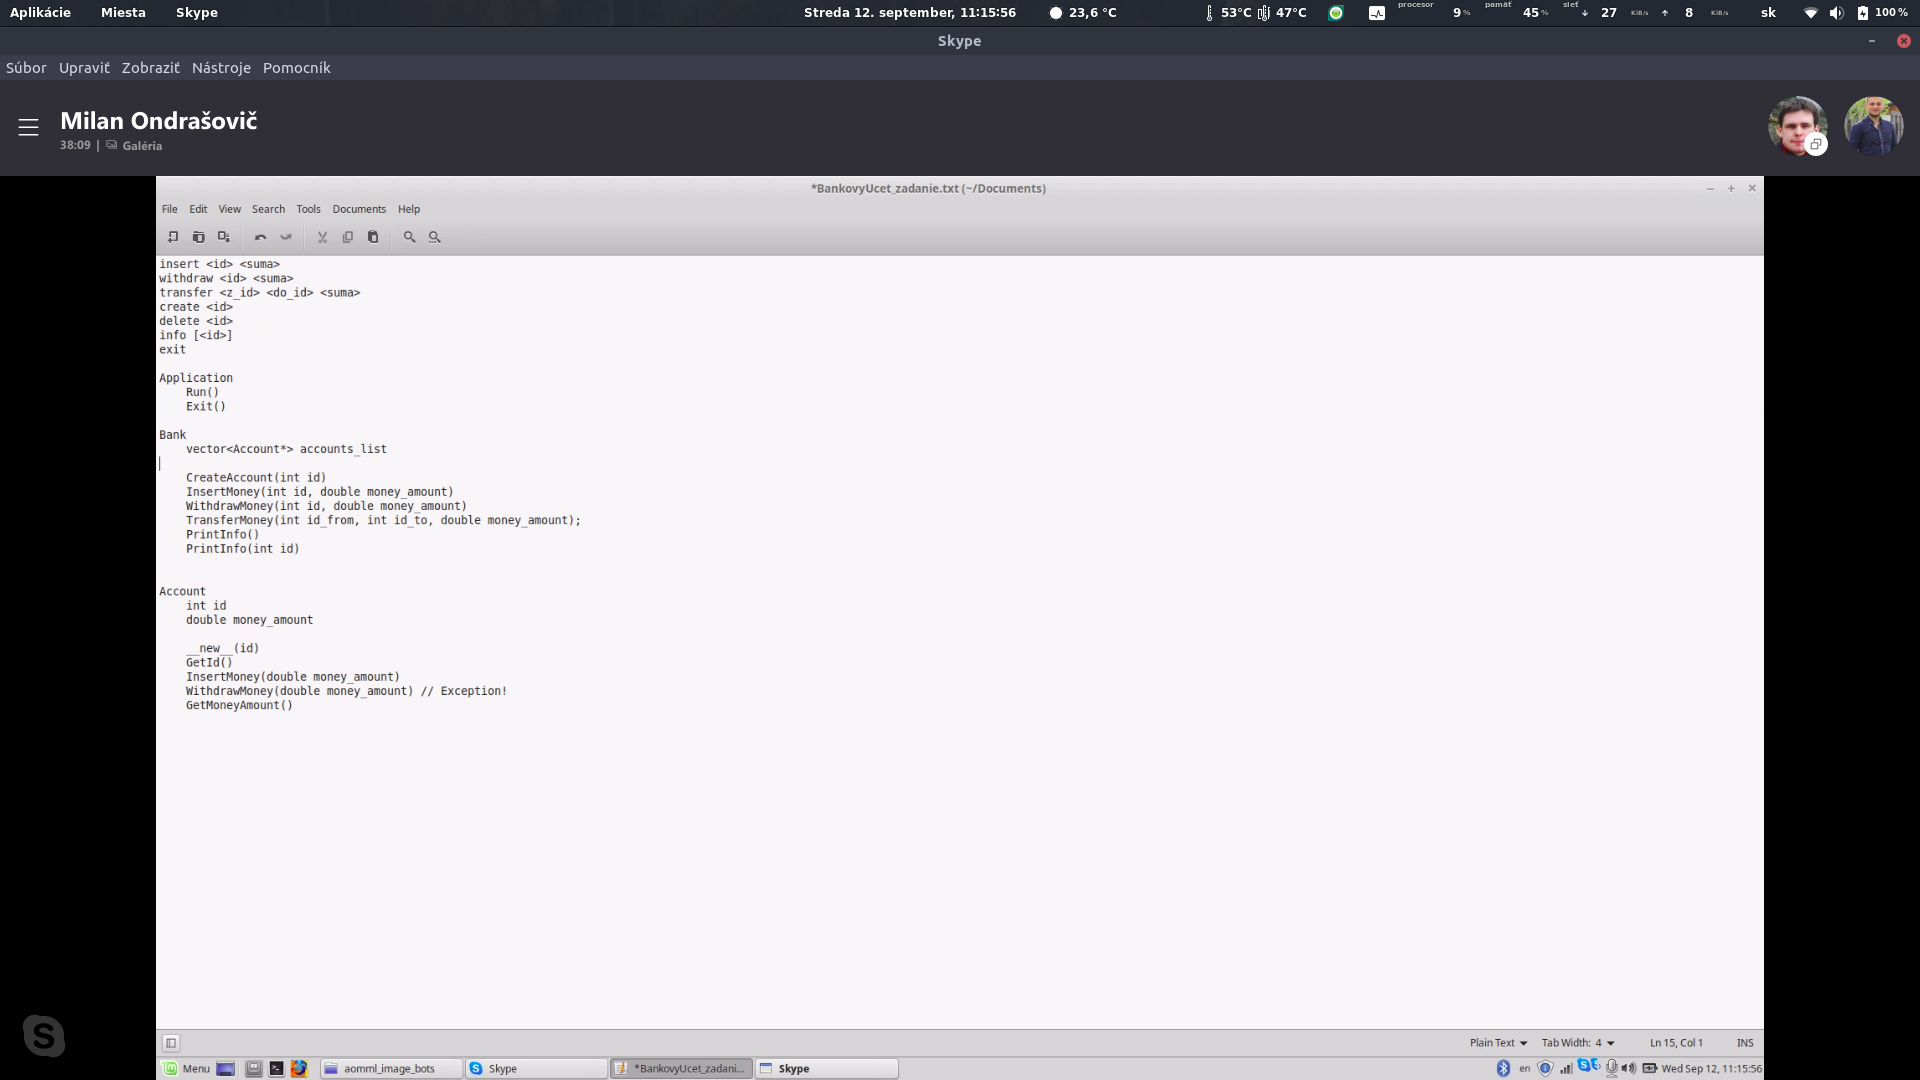 Aplikácie Miesta Skype Streda 12. september, 11:15:56 23,6 °C 53°C 47°C procesor 9 % pamäť 45 % sieť ↓ 27 KiB/s ↑ 8 KiB/s sk 100 %
Skype
Súbor Upraviť Zobraziť Nástroje Pomocník
Milan Ondrašovič
38:09 | Galéria
*BankovyUcet_zadanie.txt (~/Documents)
File Edit View Search Tools Documents Help
insert <id> <suma>
withdraw <id> <suma>
transfer <z_id> <do_id> <suma>
create <id>
delete <id>
info [<id>]
exit
Application
Run()
Exit()
Bank
vector<Account*> accounts_list
CreateAccount(int id)
InsertMoney(int id, double money_amount)
WithdrawMoney(int id, double money_amount)
TransferMoney(int id_from, int id_to, double money_amount);
PrintInfo()
PrintInfo(int id)
Account
int id
double money_amount
__new__(id)
GetId()
InsertMoney(double money_amount)
WithdrawMoney(double money_amount) // Exception!
GetMoneyAmount()
Plain Text Tab Width: 4 Ln 15, Col 1 INS
Menu aomml_image_bots Skype *BankovyUcet_zadani... Skype en Wed Sep 12, 11:15:56